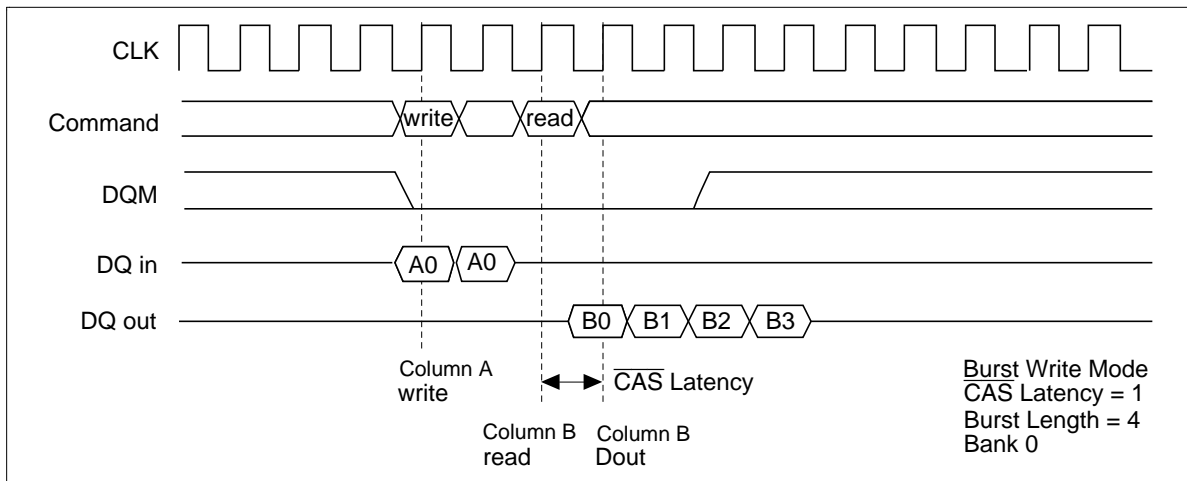 CLK
Command
write
read
DQM
DQ in
A0
A0
DQ out
B0
B1
B2
B3
Column A
write
CAS Latency
Column B
read
Column B
Dout
Burst Write Mode
CAS Latency = 1
Burst Length = 4
Bank 0